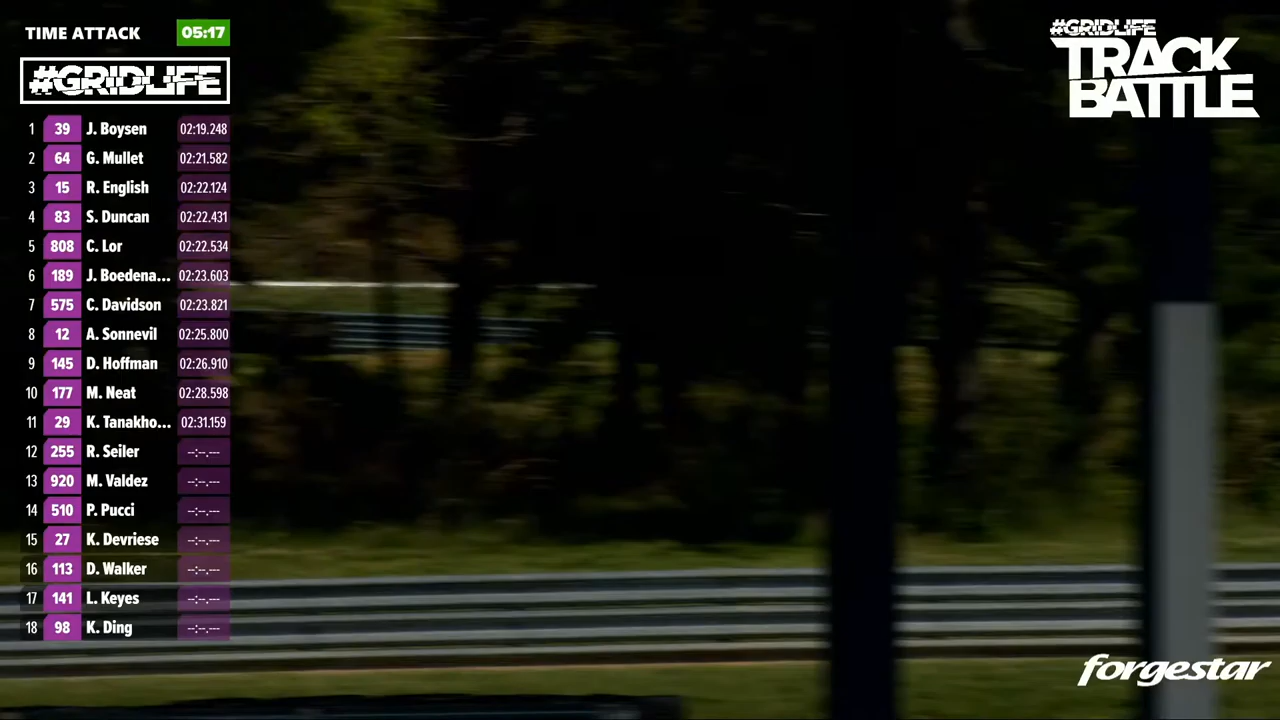 TIME ATTACK 05:17
#GRIDLIFE
1 39 J. Boysen 02:19.248
2 64 G. Mullet 02:21.582
3 15 R. English 02:22.124
4 83 S. Duncan 02:22.431
5 808 C. Lor 02:22.534
6 189 J. Boedena... 02:23.603
7 575 C. Davidson 02:23.821
8 12 A. Sonnevil 02:25.800
9 145 D. Hoffman 02:26.910
10 177 M. Neat 02:28.598
11 29 K. Tanakho... 02:31.159
12 255 R. Seiler --:--.---
13 920 M. Valdez --:--.---
14 510 P. Pucci --:--.---
15 27 K. Devriese --:--.---
16 113 D. Walker --:--.---
17 141 L. Keyes --:--.---
18 98 K. Ding --:--.---
#GRIDLIFE
TRACK
BATTLE
forgestar